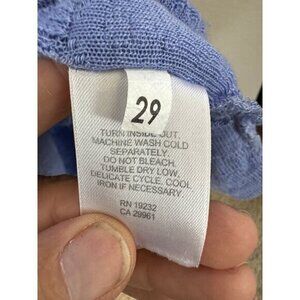 29
TURN INSIDE OUT.
MACHINE WASH COLD
SEPARATELY.
DO NOT BLEACH.
TUMBLE DRY LOW,
DELICATE CYCLE. COOL
IRON IF NECESSARY.
RN 19232
CA 29961